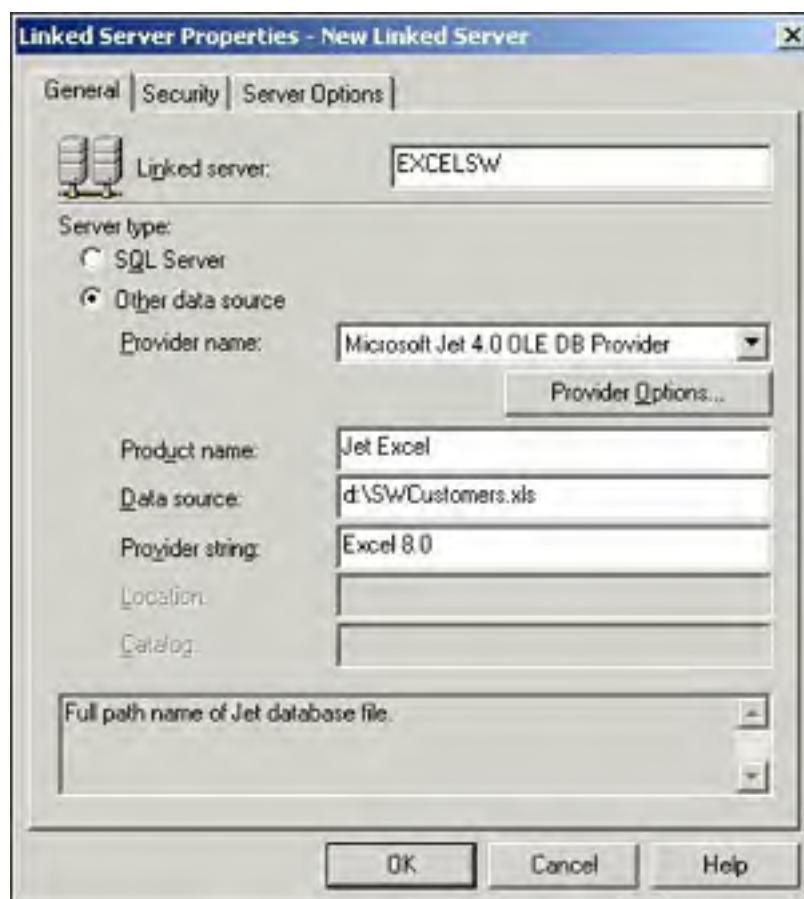 Linked Server Properties - New Linked Server
General Security Server Options
Linked server: EXCELSW
Server type:
SQL Server
Other data source
Provider name: Microsoft Jet 4.0 OLE DB Provider
Provider Options...
Product name: Jet Excel
Data source: d:\SWCustomers.xls
Provider string: Excel 8.0
Location:
Catalog:
Full path name of Jet database file.
OK Cancel Help